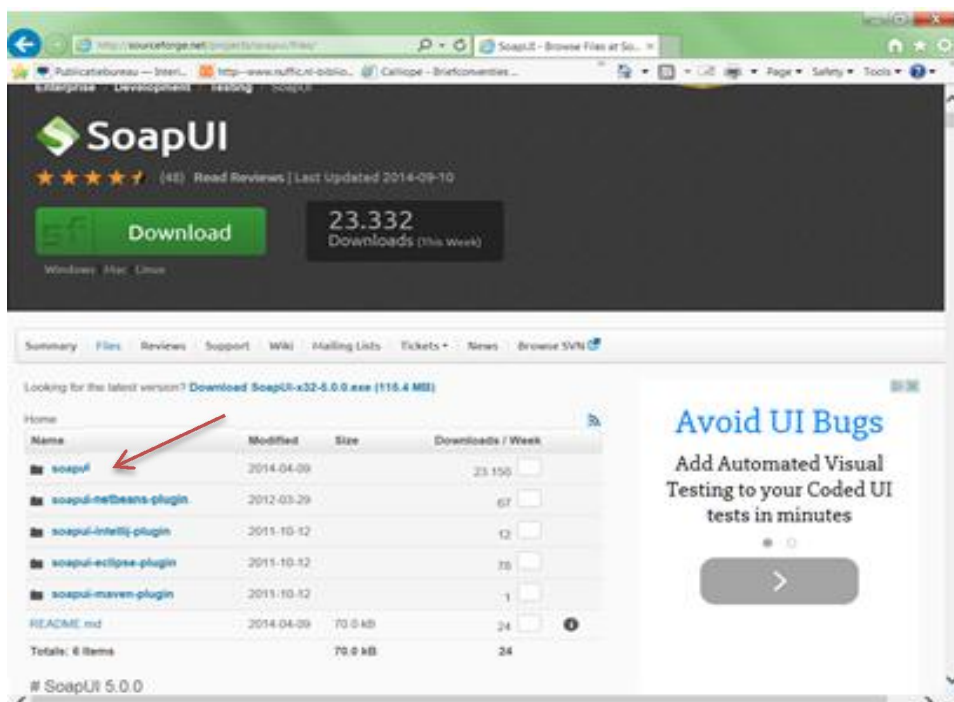 http://sourceforge.net/projects/soapui/files/
SoapUI - Browse Files at So...
Publicatiebureau — Interi... http--www.nuffic.nl-biblio... Calliope - Briefconventies ... Page Safety Tools
Enterprise Development Testing SoapUI
SoapUI
(48) Read Reviews | Last Updated 2014-09-10
sf Download
23.332
Downloads (This Week)
Windows Mac Linux
Summary Files Reviews Support Wiki Mailing Lists Tickets News Browse SVN
Looking for the latest version? Download SoapUI-x32-5.0.0.exe (115.4 MB)
Home
Name Modified Size Downloads / Week
soapui 2014-04-09 23.156
soapui-netbeans-plugin 2012-03-29 67
soapui-intellij-plugin 2011-10-12 12
soapui-eclipse-plugin 2011-10-12 78
soapui-maven-plugin 2011-10-12 1
README.md 2014-04-09 70.0 kB 24
Totals: 6 Items 70.0 kB 24
# SoapUI 5.0.0
Avoid UI Bugs
Add Automated Visual
Testing to your Coded UI
tests in minutes